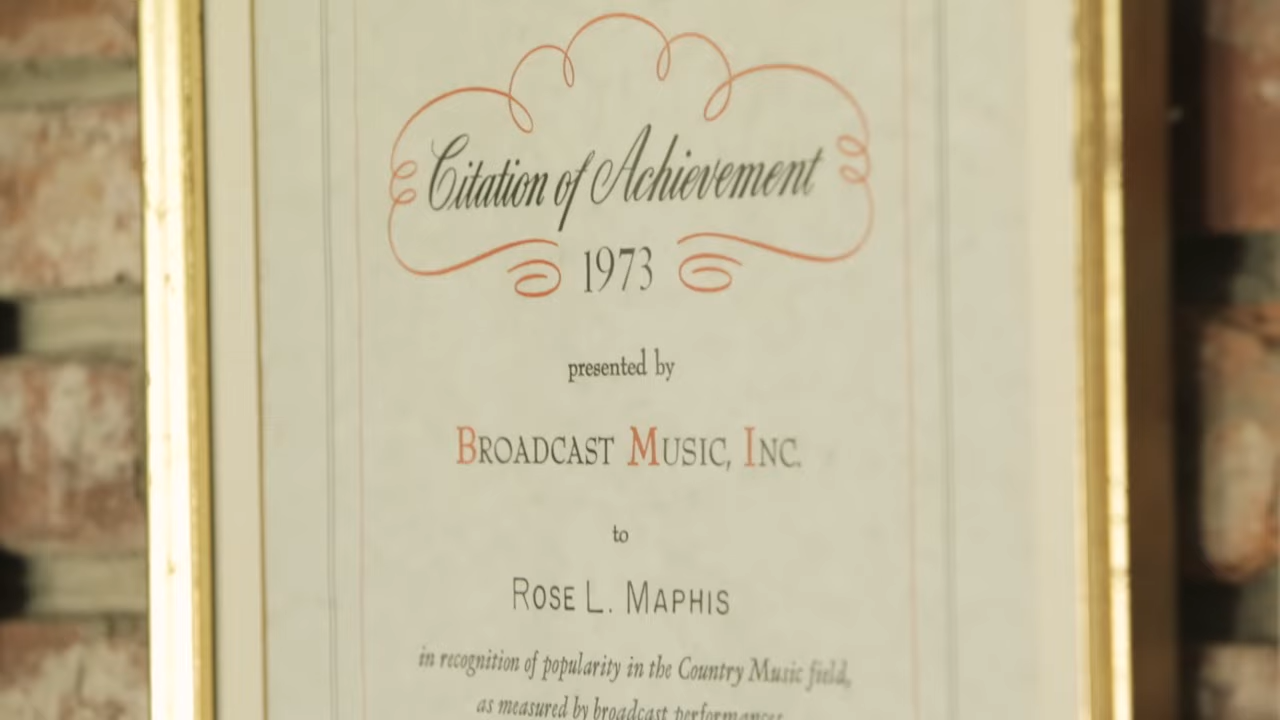 Citation of Achievement
1973
presented by
BROADCAST MUSIC, INC.
to
ROSE L. MAPHIS
in recognition of popularity in the Country Music field,
as measured by broadcast performances